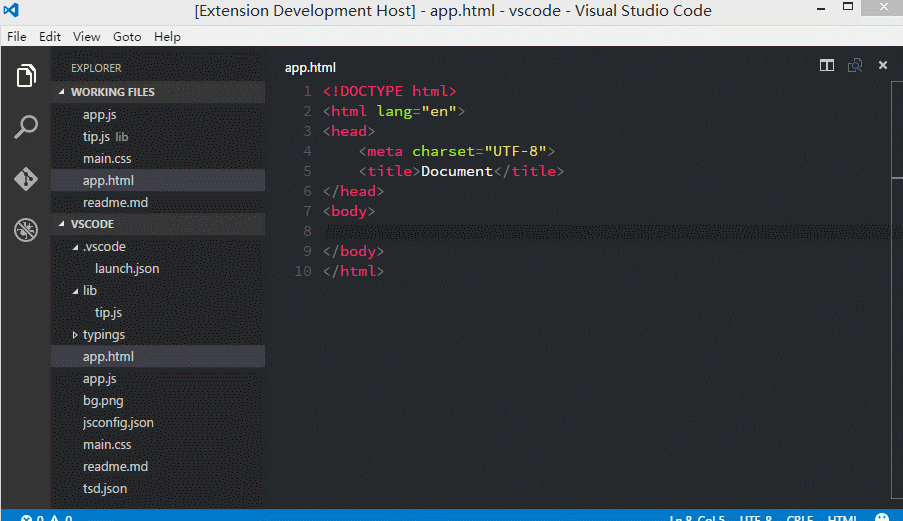 [Extension Development Host] - app.html - vscode - Visual Studio Code
File Edit View Goto Help
EXPLORER
WORKING FILES
app.js
tip.js lib
main.css
app.html
readme.md
VSCODE
.vscode
launch.json
lib
tip.js
typings
app.html
app.js
bg.png
jsconfig.json
main.css
readme.md
tsd.json
app.html
1 <!DOCTYPE html>
2 <html lang="en">
3 <head>
4 <meta charset="UTF-8">
5 <title>Document</title>
6 </head>
7 <body>
8
9 </body>
10 </html>
0 0 Ln 8, Col 5 UTF-8 CRLF HTML